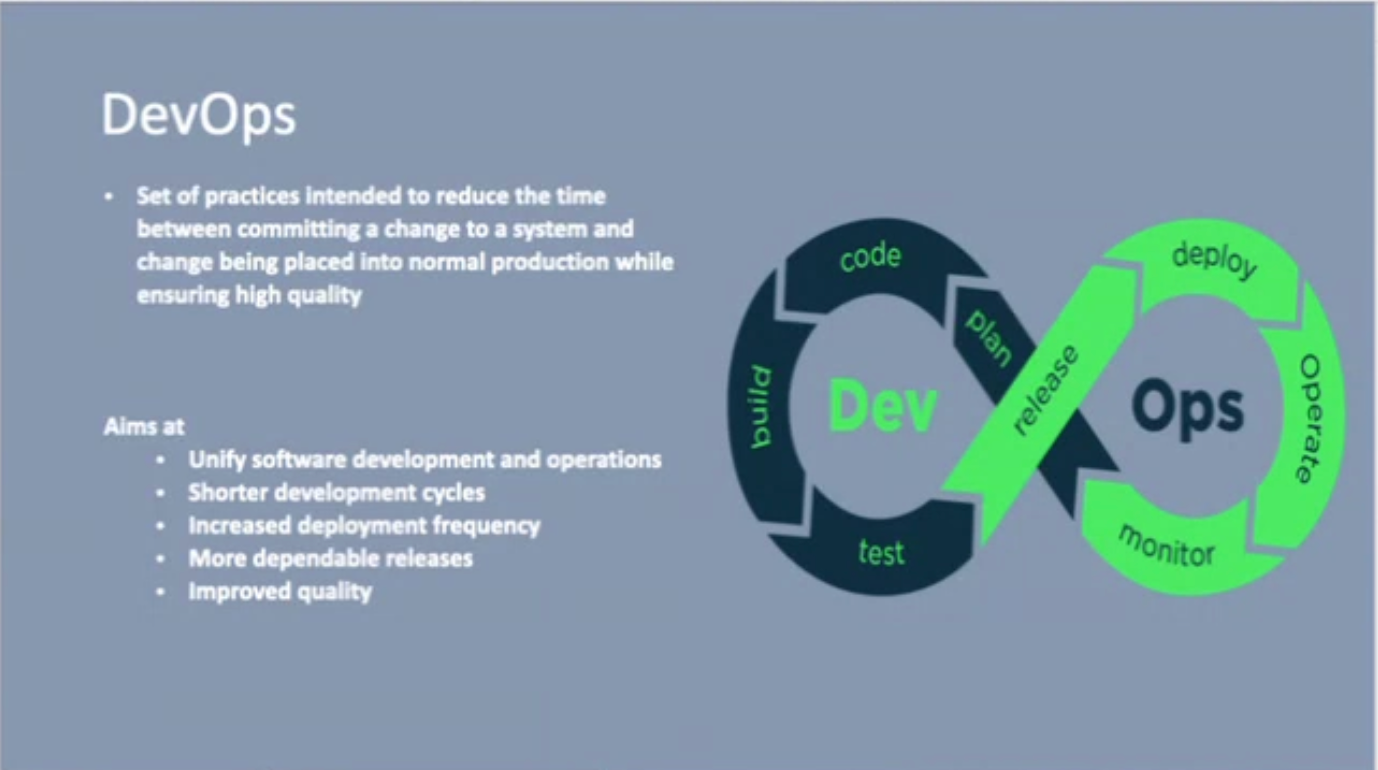 DevOps
• Set of practices intended to reduce the time
between committing a change to a system and
change being placed into normal production while
ensuring high quality
Aims at
• Unify software development and operations
• Shorter development cycles
• Increased deployment frequency
• More dependable releases
• Improved quality
code
plan
build
Dev
test
release
deploy
Ops
Operate
monitor